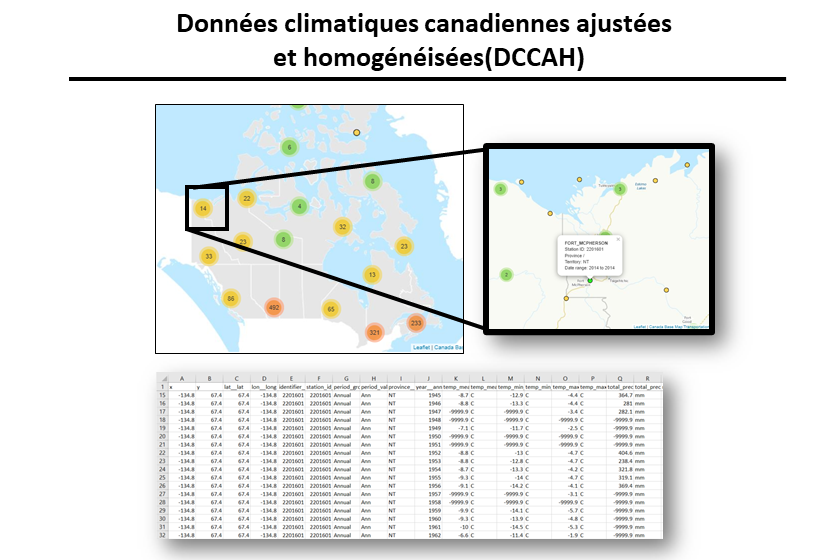 Données climatiques canadiennes ajustées
et homogénéisées(DCCAH)
6
8
22
14
4
32
23
8
23
33
13
86
492
65
233
321
Leaflet | Canada Bas
3
5
FORT_MCPHERSON
Station ID: 2201601
Province /
Territory: NT
Date range: 2014 to 2014
2
Leaflet | Canada Base Map Transportation
A B C D E F G H I J K L M N O P Q R
1 x y lat__lat lon__long identifier_ station_id period_gro period_val province_ year__ann temp_mea temp_mea temp_min temp_min temp_max temp_max total_prec total_prec
15 -134.8 67.4 67.4 -134.8 2201601 2201601 Annual Ann NT 1945 -8.7 C -12.9 C -4.4 C 364.7 mm
16 -134.8 67.4 67.4 -134.8 2201601 2201601 Annual Ann NT 1946 -8.8 C -13.3 C -4.4 C 281 mm
17 -134.8 67.4 67.4 -134.8 2201601 2201601 Annual Ann NT 1947 -9999.9 C -9999.9 C -3.4 C 282.1 mm
18 -134.8 67.4 67.4 -134.8 2201601 2201601 Annual Ann NT 1948 -9999.9 C -9999.9 C -9999.9 C -9999.9 mm
19 -134.8 67.4 67.4 -134.8 2201601 2201601 Annual Ann NT 1949 -7.1 C -11.7 C -2.5 C -9999.9 mm
20 -134.8 67.4 67.4 -134.8 2201601 2201601 Annual Ann NT 1950 -9999.9 C -9999.9 C -9999.9 C -9999.9 mm
21 -134.8 67.4 67.4 -134.8 2201601 2201601 Annual Ann NT 1951 -9999.9 C -9999.9 C -9999.9 C -9999.9 mm
22 -134.8 67.4 67.4 -134.8 2201601 2201601 Annual Ann NT 1952 -8.8 C -13 C -4.7 C 404.6 mm
23 -134.8 67.4 67.4 -134.8 2201601 2201601 Annual Ann NT 1953 -8.8 C -12.8 C -4.7 C 238.4 mm
24 -134.8 67.4 67.4 -134.8 2201601 2201601 Annual Ann NT 1954 -8.7 C -13.3 C -4.2 C 321.8 mm
25 -134.8 67.4 67.4 -134.8 2201601 2201601 Annual Ann NT 1955 -9.3 C -14 C -4.7 C 319.1 mm
26 -134.8 67.4 67.4 -134.8 2201601 2201601 Annual Ann NT 1956 -9.1 C -14.2 C -4.1 C 369.4 mm
27 -134.8 67.4 67.4 -134.8 2201601 2201601 Annual Ann NT 1957 -9999.9 C -9999.9 C -3.1 C -9999.9 mm
28 -134.8 67.4 67.4 -134.8 2201601 2201601 Annual Ann NT 1958 -9999.9 C -9999.9 C -9999.9 C -9999.9 mm
29 -134.8 67.4 67.4 -134.8 2201601 2201601 Annual Ann NT 1959 -9.9 C -14.1 C -5.7 C -9999.9 mm
30 -134.8 67.4 67.4 -134.8 2201601 2201601 Annual Ann NT 1960 -9.3 C -13.9 C -4.8 C -9999.9 mm
31 -134.8 67.4 67.4 -134.8 2201601 2201601 Annual Ann NT 1961 -10 C -14.5 C -5.3 C -9999.9 mm
32 -134.8 67.4 67.4 -134.8 2201601 2201601 Annual Ann NT 1962 -6.6 C -11.4 C -1.9 C -9999.9 mm